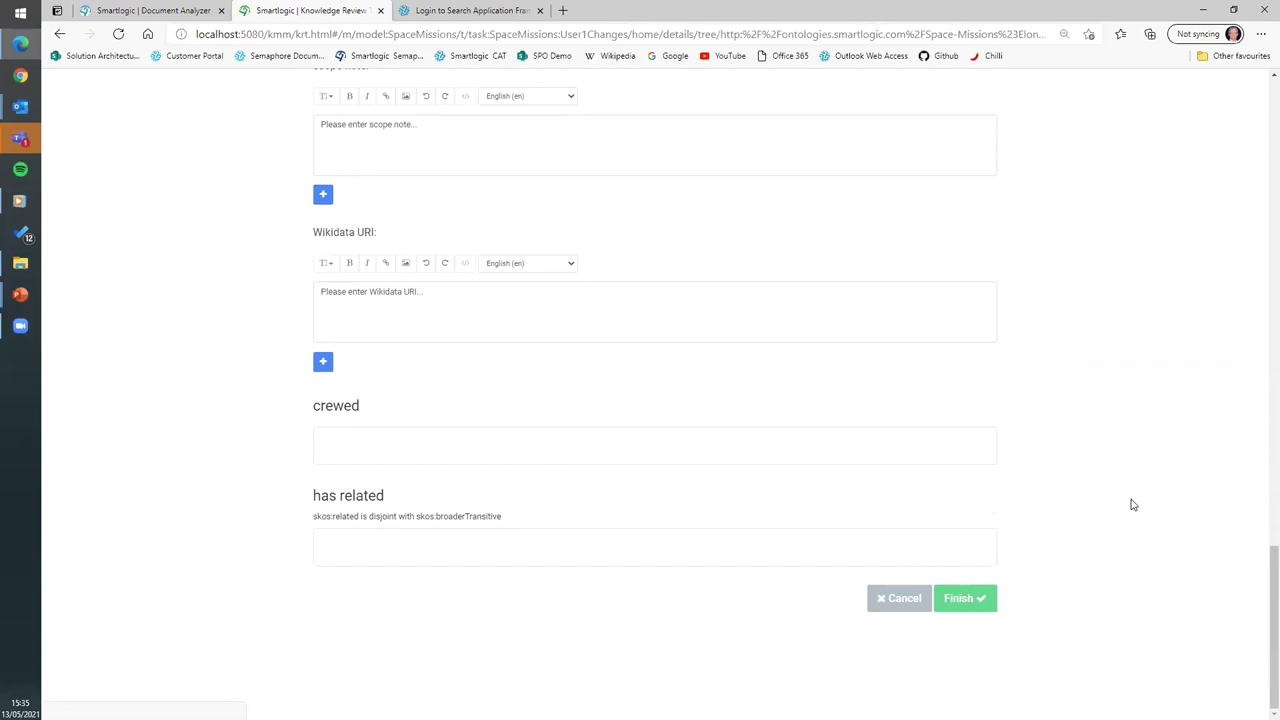 Smartlogic | Document Analyzer
Smartlogic | Knowledge Review T
Login to Search Application Fram
localhost:5080/kmm/krt.html#/m/model:SpaceMissions/t/task:SpaceMissions:User1Changes/home/details/tree/http:%2F%2Fontologies.smartlogic.com%2FSpace-Missions%23Elon...
Not syncing
Solution Architectu...
Customer Portal
Semaphore Docum...
Smartlogic Semap...
Smartlogic CAT
SPO Demo
Wikipedia
Google
YouTube
Office 365
Outlook Web Access
Github
Chilli
Other favourites
English (en)
Please enter scope note...
Wikidata URI:
English (en)
Please enter Wikidata URI...
crewed
has related
skos:related is disjoint with skos:broaderTransitive
Cancel
Finish
1
12
15:35
13/05/2021